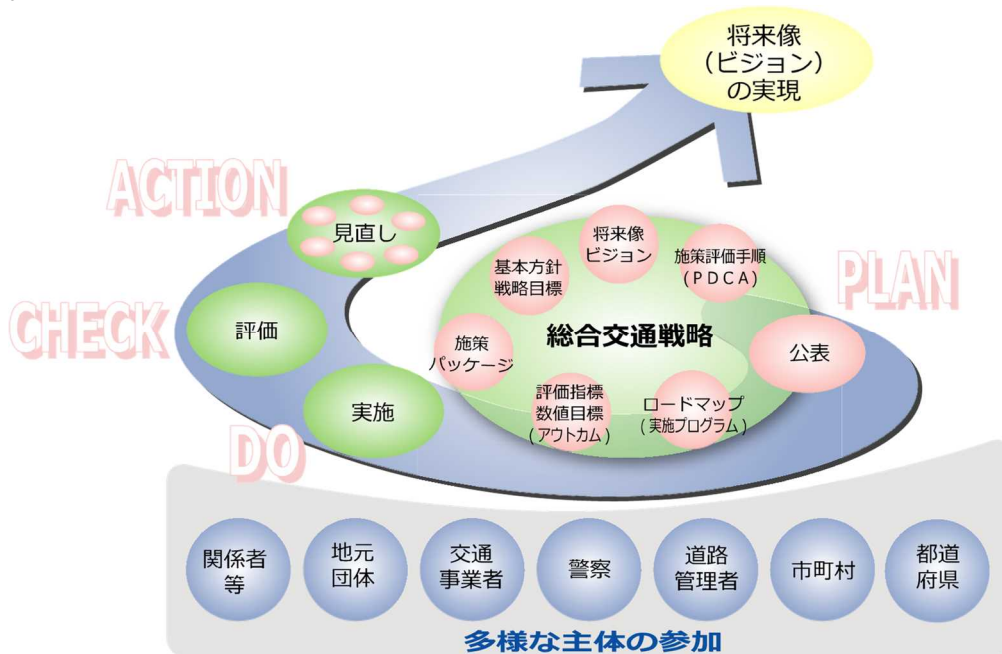 将来像
（ビジョン）
の実現
ACTION
見直し
将来像
ビジョン
基本方針
戦略目標
施策評価手順
(PDCA)
PLAN
CHECK
評価
総合交通戦略
施策
パッケージ
公表
実施
評価指標
数値目標
(アウトカム)
ロードマップ
(実施プログラム)
DO
関係者
等
地元
団体
交通
事業者
警察
道路
管理者
市町村
都道
府県
多様な主体の参加